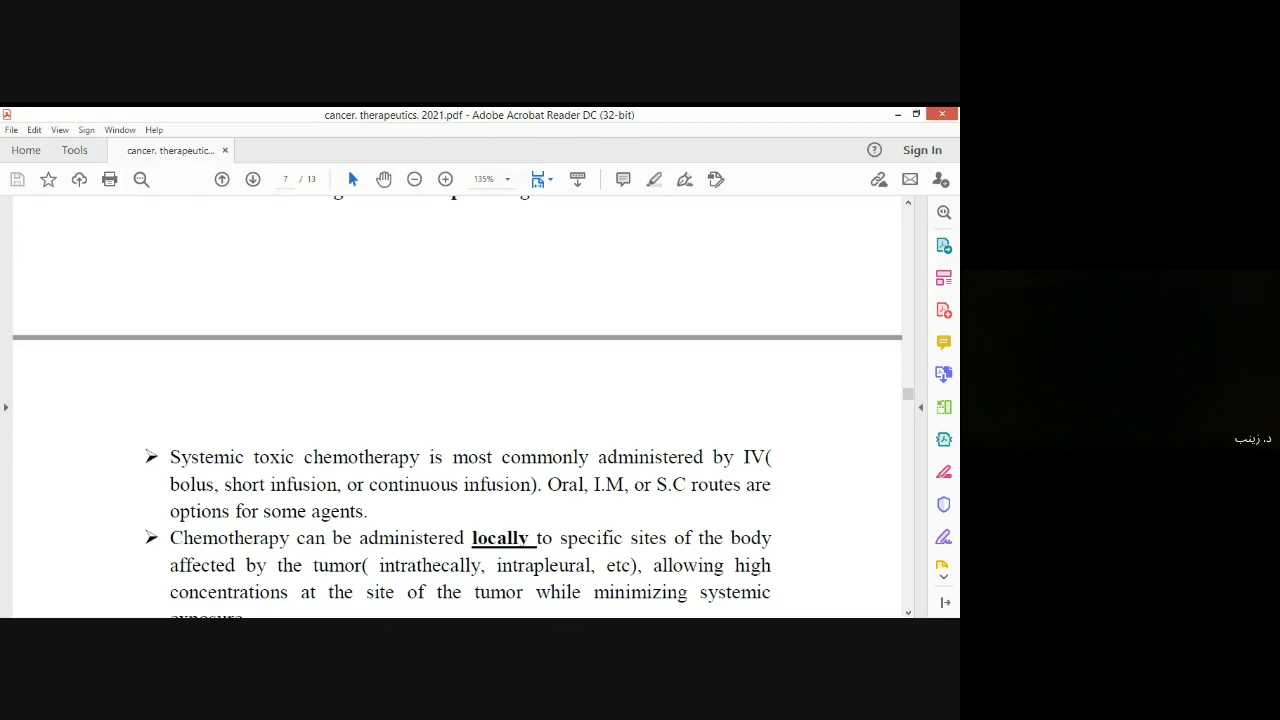 cancer. therapeutics. 2021.pdf - Adobe Acrobat Reader DC (32-bit)
File Edit View Sign Window Help
Home Tools cancer. therapeutic... × Sign In
7 / 13 135%
Systemic toxic chemotherapy is most commonly administered by IV(
bolus, short infusion, or continuous infusion). Oral, I.M, or S.C routes are
options for some agents.
Chemotherapy can be administered locally to specific sites of the body
affected by the tumor( intrathecally, intrapleural, etc), allowing high
concentrations at the site of the tumor while minimizing systemic
exposure
د. زينب